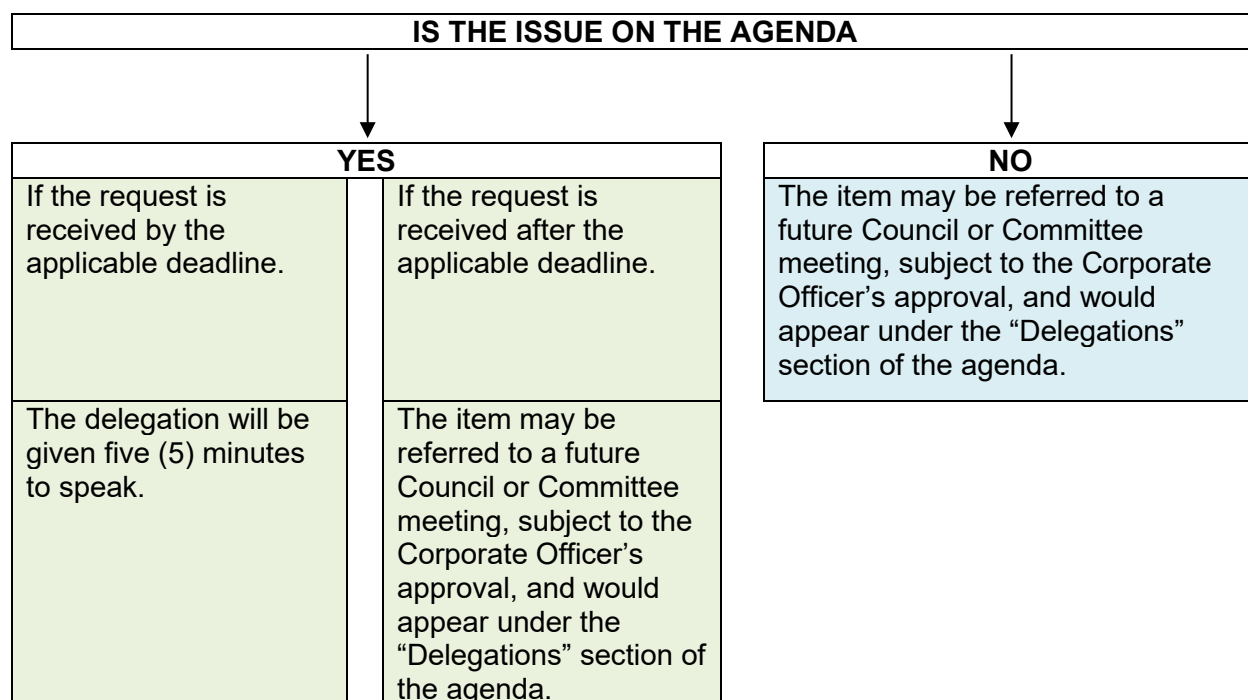 IS THE ISSUE ON THE AGENDA
YES
If the request is
received by the
applicable deadline.
If the request is
received after the
applicable deadline.
The delegation will be
given five (5) minutes
to speak.
The item may be
referred to a future
Council or Committee
meeting, subject to the
Corporate Officer’s
approval, and would
appear under the
“Delegations” section of
the agenda.
NO
The item may be referred to a
future Council or Committee
meeting, subject to the Corporate
Officer’s approval, and would
appear under the “Delegations”
section of the agenda.